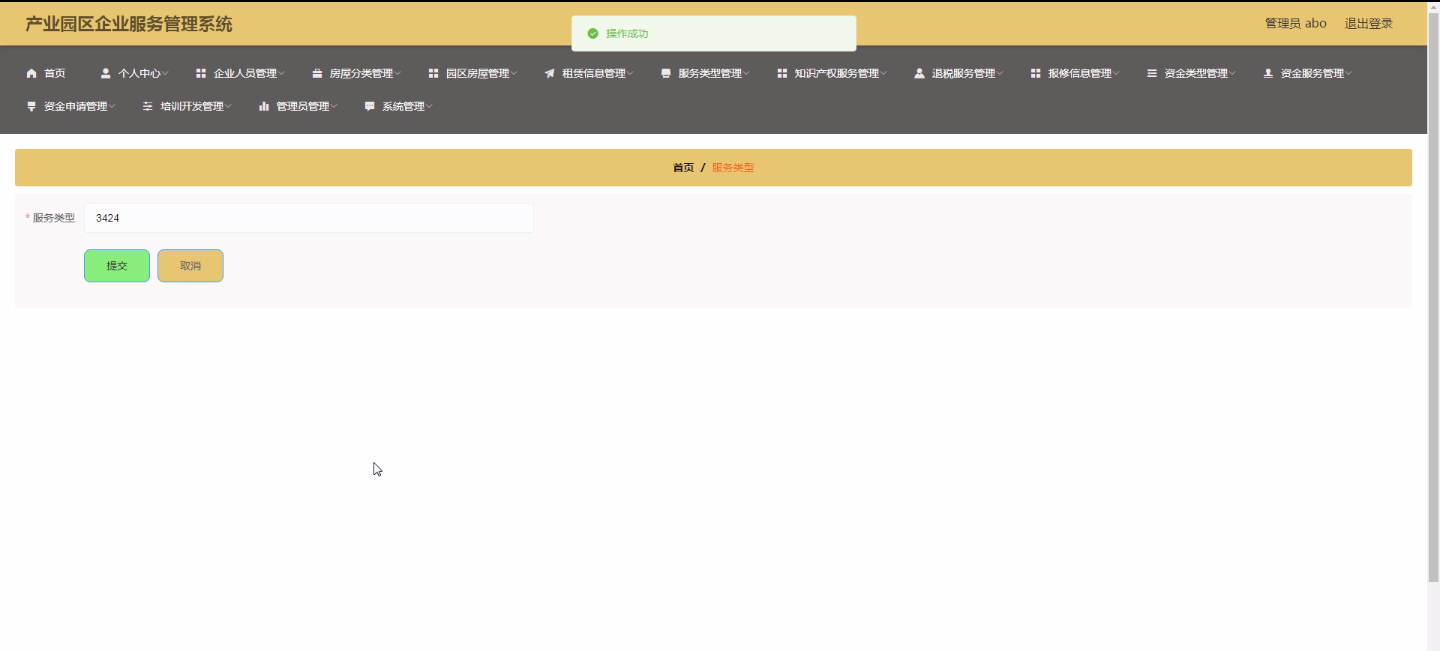 产业园区企业服务管理系统
操作成功
管理员 abo 退出登录
首页 个人中心 企业人员管理 房屋分类管理 园区房屋管理 租赁信息管理 服务类型管理 知识产权服务管理 退税服务管理 报修信息管理 资金类型管理 资金服务管理
资金申请管理 培训开发管理 管理员管理 系统管理
首页 / 服务类型
* 服务类型 3424
提交 取消